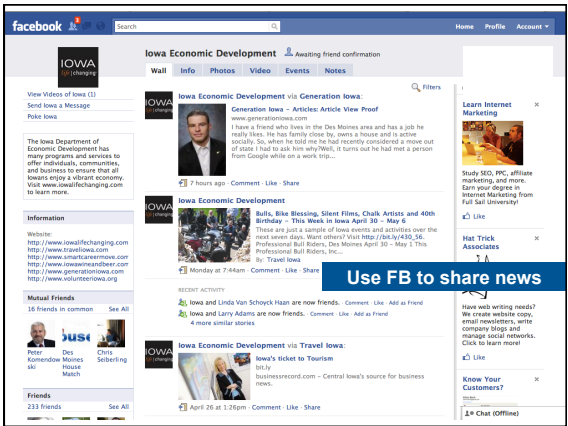 facebook
3
Search
Home Profile Account
IOWA
life|changing
View Videos of Iowa (1)
Send Iowa a Message
Poke Iowa
The Iowa Department of
Economic Development has
many programs and services to
offer individuals, communities,
and business to ensure that all
Iowans enjoy a vibrant economy.
Visit www.iowalifechanging.com
to learn more.
Information
Website:
http://www.iowalifechanging.com
http://www.traveliowa.com
http://www.smartcareermove.com
http://www.iowawineandbeer.com
http://www.generationiowa.com
http://www.volunteeriowa.org
Mutual Friends
16 friends in common See All
ouse
Peter
Komendow
ski
Des
Moines
House
Match
Chris
Seiberling
Friends
233 friends See All
Iowa Economic Development Awaiting friend confirmation
Wall Info Photos Video Events Notes
Filters
IOWA
life|changing
Iowa Economic Development via Generation Iowa:
Generation Iowa – Articles: Article View Proof
www.generationiowa.com
I have a friend who lives in the Des Moines area and has a job he
really likes. He has family close by, owns a house and is active
socially. So, when he told me he had recently considered a move out
of state I had to ask him why?Well, it turns out he had met a person
from Google while on a work trip...
7 hours ago · Comment · Like · Share
IOWA
life|changing
Iowa Economic Development
Bulls, Bike Blessing, Silent Films, Chalk Artists and 40th
Birthday – This Week in Iowa April 30 – May 6
These are just a sample of Iowa events and activities over the
next seven days. Want others? Visit http://bit.ly/430_56.
Professional Bull Riders, Des Moines April 30 – May 1 This
Professional Bull Riders, Inc...
By: Travel Iowa
Monday at 7:44am · Comment · Like · Share
Use FB to share news
RECENT ACTIVITY
Iowa and Linda Van Schoyck Haan are now friends. · Comment · Like · Add as Friend
Iowa and Larry Adams are now friends. · Comment · Like · Add as Friend
4 more similar stories
IOWA
life|changing
Iowa Economic Development via Travel Iowa:
Iowa's ticket to Tourism
bit.ly
businessrecord.com – Central Iowa's source for business
news.
April 26 at 1:26pm · Comment · Like · Share
Learn Internet
Marketing
×
Study SEO, PPC, affiliate
marketing, and more.
Earn your degree in
Internet Marketing from
Full Sail University!
Like
Hat Trick
Associates
×
Have web writing needs?
We create website copy,
email newsletters, write
company blogs and
manage social networks.
Click to learn more!
Like
Know Your
Customers?
×
Chat (Offline)